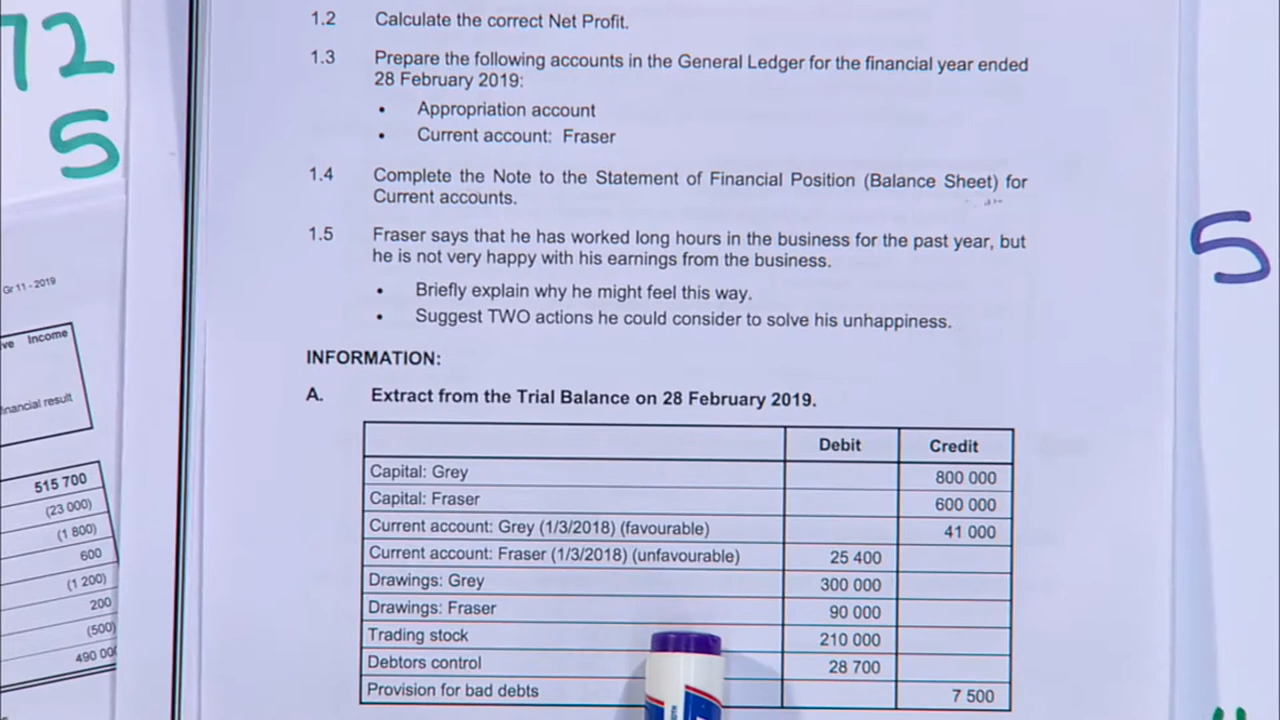 72
5
Gr 11 - 2019
ve Income
inancial result
515 700
(23 000)
(1 800)
600
(1 200)
200
(500)
490 00
1.2 Calculate the correct Net Profit.
1.3 Prepare the following accounts in the General Ledger for the financial year ended
28 February 2019:
• Appropriation account
• Current account: Fraser
1.4 Complete the Note to the Statement of Financial Position (Balance Sheet) for
Current accounts.
1.5 Fraser says that he has worked long hours in the business for the past year, but
he is not very happy with his earnings from the business.
• Briefly explain why he might feel this way.
• Suggest TWO actions he could consider to solve his unhappiness.
INFORMATION:
A. Extract from the Trial Balance on 28 February 2019.
Debit Credit
Capital: Grey 800 000
Capital: Fraser 600 000
Current account: Grey (1/3/2018) (favourable) 41 000
Current account: Fraser (1/3/2018) (unfavourable) 25 400
Drawings: Grey 300 000
Drawings: Fraser 90 000
Trading stock 210 000
Debtors control 28 700
Provision for bad debts 7 500
5